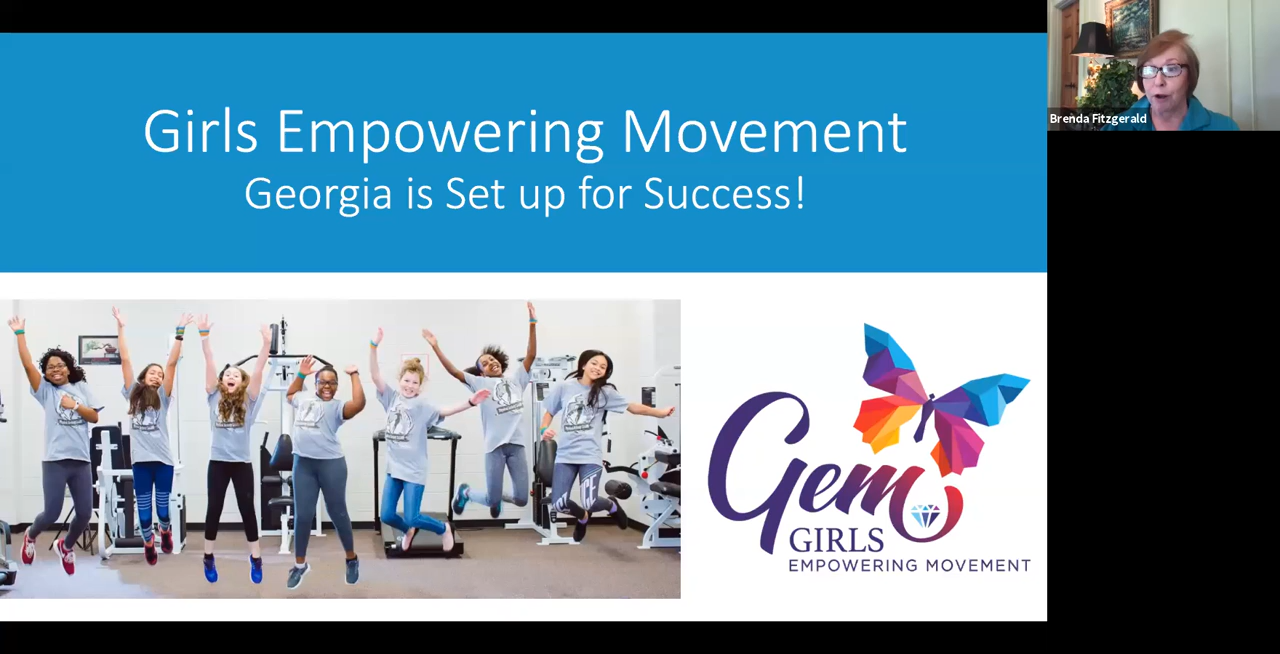 Girls Empowering Movement
Georgia is Set up for Success!
Brenda Fitzgerald
Gem
GIRLS
EMPOWERING MOVEMENT